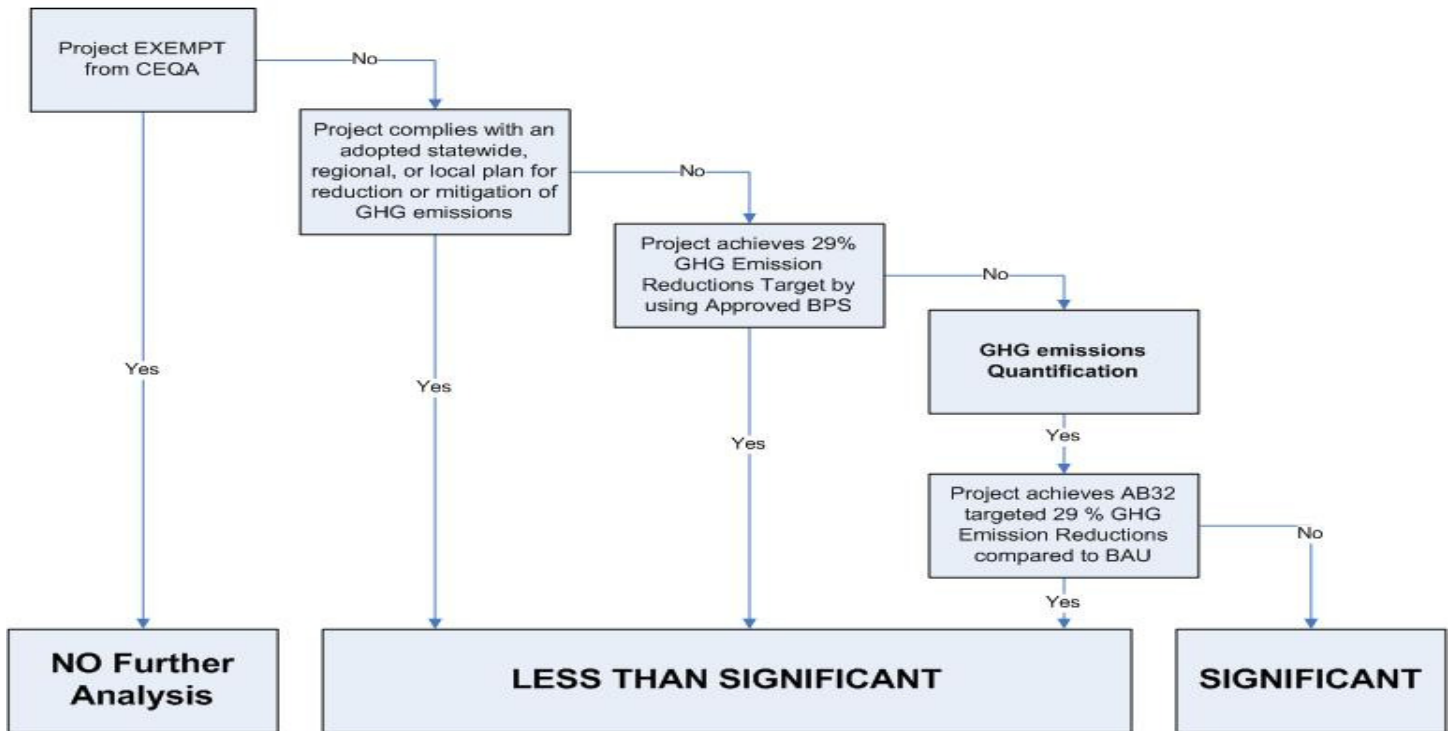 Project EXEMPT
from CEQA
No
Project complies with an
adopted statewide,
regional, or local plan for
reduction or mitigation of
GHG emissions
No
Project achieves 29%
GHG Emission
Reductions Target by
using Approved BPS
No
GHG emissions
Quantification
Yes
Yes
Yes
Yes
Project achieves AB32
targeted 29 % GHG
Emission Reductions
compared to BAU
No
Yes
NO Further
Analysis
LESS THAN SIGNIFICANT
SIGNIFICANT